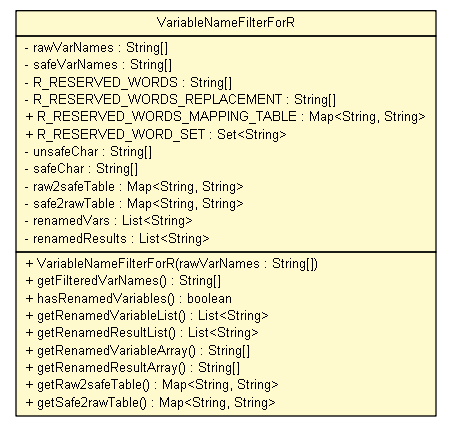 VariableNameFilterForR
- rawVarNames : String[]
- safeVarNames : String[]
- R_RESERVED_WORDS : String[]
- R_RESERVED_WORDS_REPLACEMENT : String[]
+ R_RESERVED_WORDS_MAPPING_TABLE : Map<String, String>
+ R_RESERVED_WORD_SET : Set<String>
- unsafeChar : String[]
- safeChar : String[]
- raw2safeTable : Map<String, String>
- safe2rawTable : Map<String, String>
- renamedVars : List<String>
- renamedResults : List<String>
+ VariableNameFilterForR(rawVarNames : String[])
+ getFilteredVarNames() : String[]
+ hasRenamedVariables() : boolean
+ getRenamedVariableList() : List<String>
+ getRenamedResultList() : List<String>
+ getRenamedVariableArray() : String[]
+ getRenamedResultArray() : String[]
+ getRaw2safeTable() : Map<String, String>
+ getSafe2rawTable() : Map<String, String>